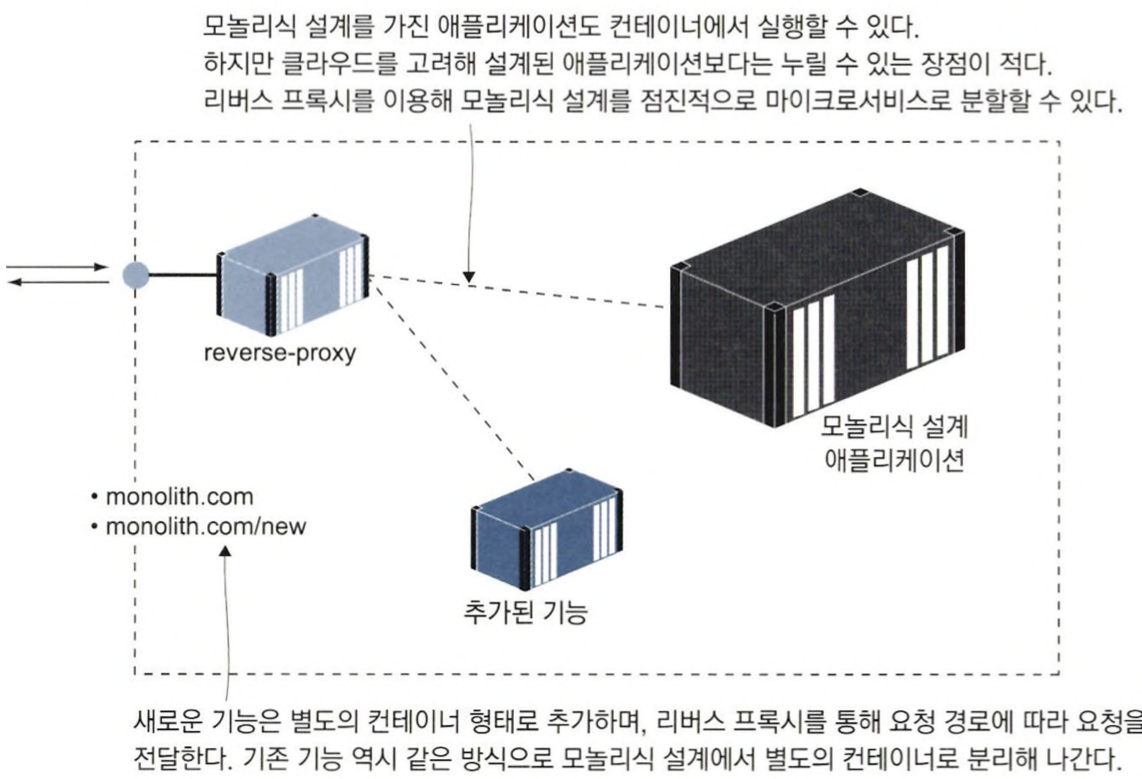 모놀리식 설계를 가진 애플리케이션도 컨테이너에서 실행할 수 있다.
하지만 클라우드를 고려해 설계된 애플리케이션보다는 누릴 수 있는 장점이 적다.
리버스 프록시를 이용해 모놀리식 설계를 점진적으로 마이크로서비스로 분할할 수 있다.
reverse-proxy
모놀리식 설계
애플리케이션
• monolith.com
• monolith.com/new
추가된 기능
새로운 기능은 별도의 컨테이너 형태로 추가하며, 리버스 프록시를 통해 요청 경로에 따라 요청을
전달한다. 기존 기능 역시 같은 방식으로 모놀리식 설계에서 별도의 컨테이너로 분리해 나간다.